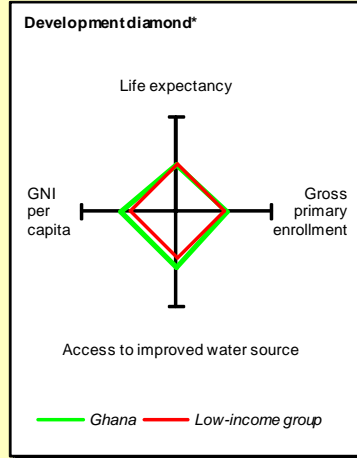 Development diamond*
Life expectancy
GNI
per
capita
Gross
primary
enrollment
Access to improved water source
Ghana
Low-income group